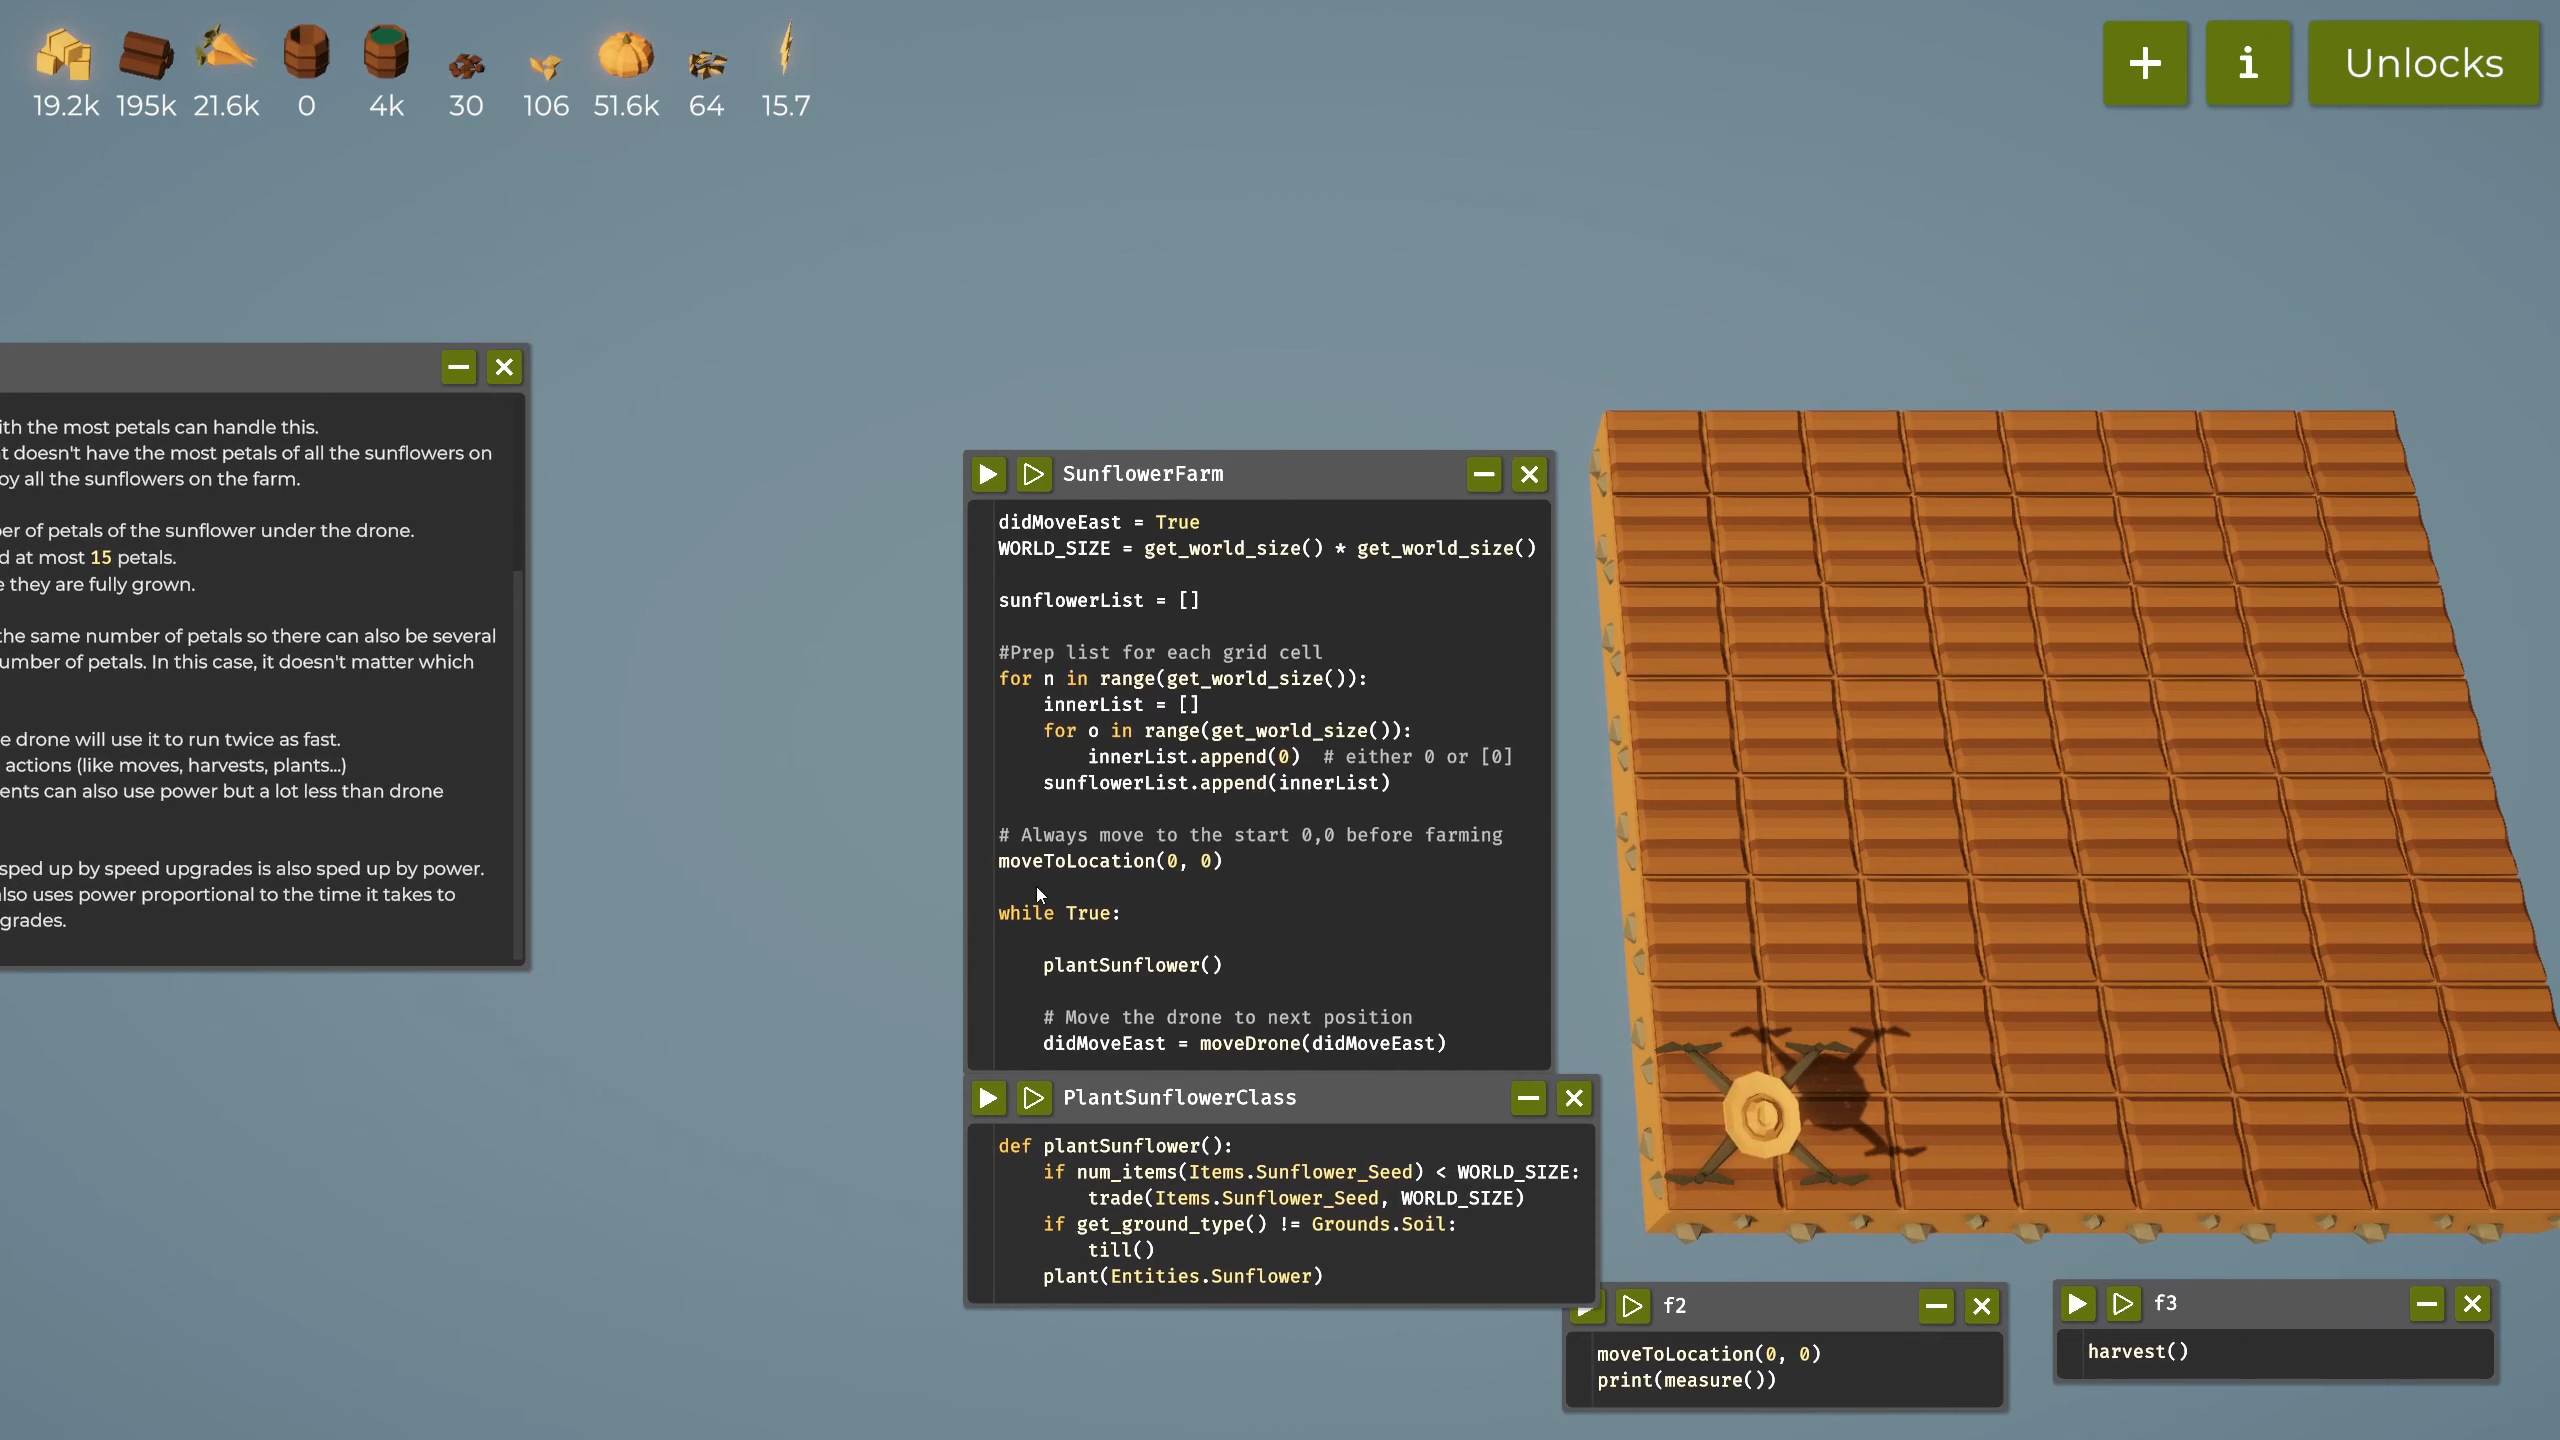 19.2k 195k 21.6k 0 4k 30 106 51.6k 64 15.7
+ i Unlocks
with the most petals can handle this.
t doesn't have the most petals of all the sunflowers on
by all the sunflowers on the farm.
ber of petals of the sunflower under the drone.
d at most 15 petals.
e they are fully grown.
the same number of petals so there can also be several
umber of petals. In this case, it doesn't matter which
e drone will use it to run twice as fast.
actions (like moves, harvests, plants...)
ents can also use power but a lot less than drone
sped up by speed upgrades is also sped up by power.
also uses power proportional to the time it takes to
grades.
SunflowerFarm
didMoveEast = True
WORLD_SIZE = get_world_size() * get_world_size()
sunflowerList = []
#Prep list for each grid cell
for n in range(get_world_size()):
    innerList = []
    for o in range(get_world_size()):
        innerList.append(0)  # either 0 or [0]
    sunflowerList.append(innerList)
# Always move to the start 0,0 before farming
moveToLocation(0, 0)
while True:
    plantSunflower()
    # Move the drone to next position
    didMoveEast = moveDrone(didMoveEast)
PlantSunflowerClass
def plantSunflower():
    if num_items(Items.Sunflower_Seed) < WORLD_SIZE:
        trade(Items.Sunflower_Seed, WORLD_SIZE)
    if get_ground_type() != Grounds.Soil:
        till()
    plant(Entities.Sunflower)
f2
moveToLocation(0, 0)
print(measure())
f3
harvest()